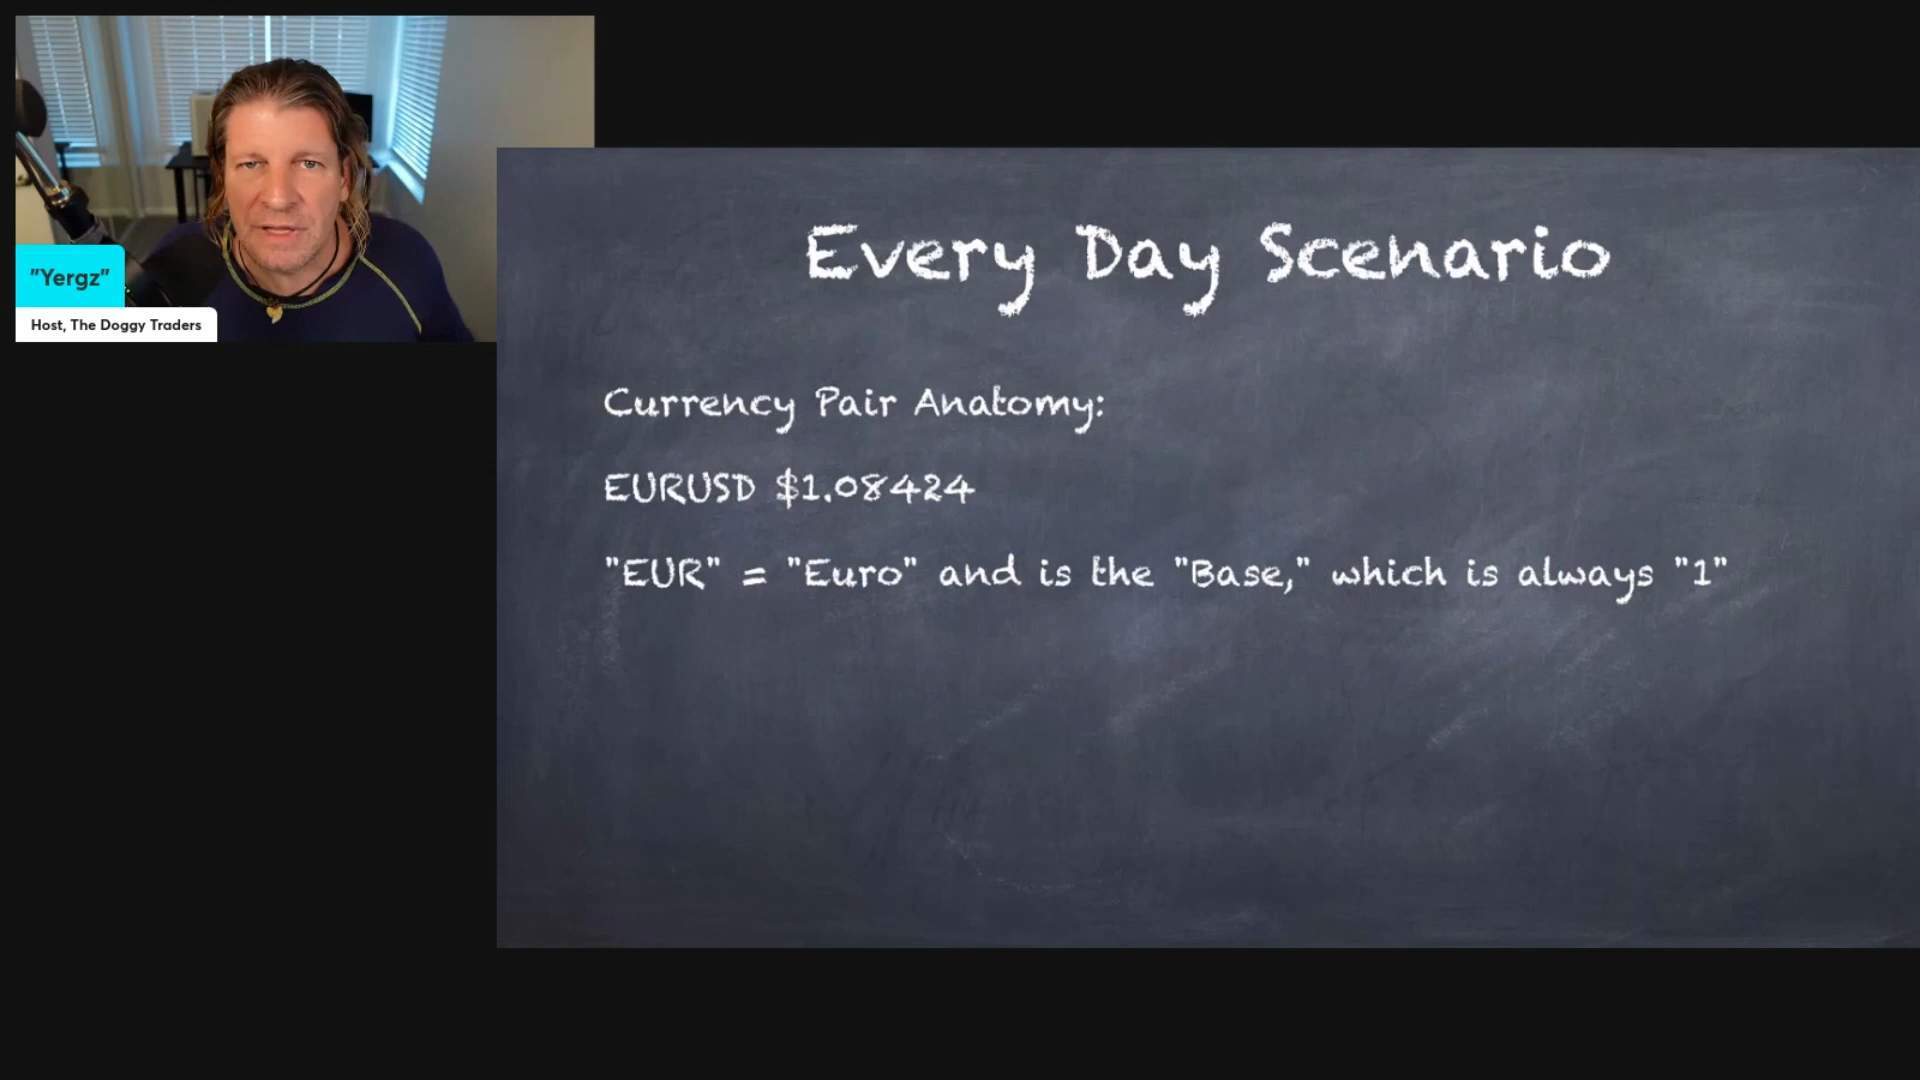 "Yergz"
Host, The Doggy Traders
Every Day Scenario
Currency Pair Anatomy:
EURUSD $1.08424
"EUR" = "Euro" and is the "Base," which is always "1"